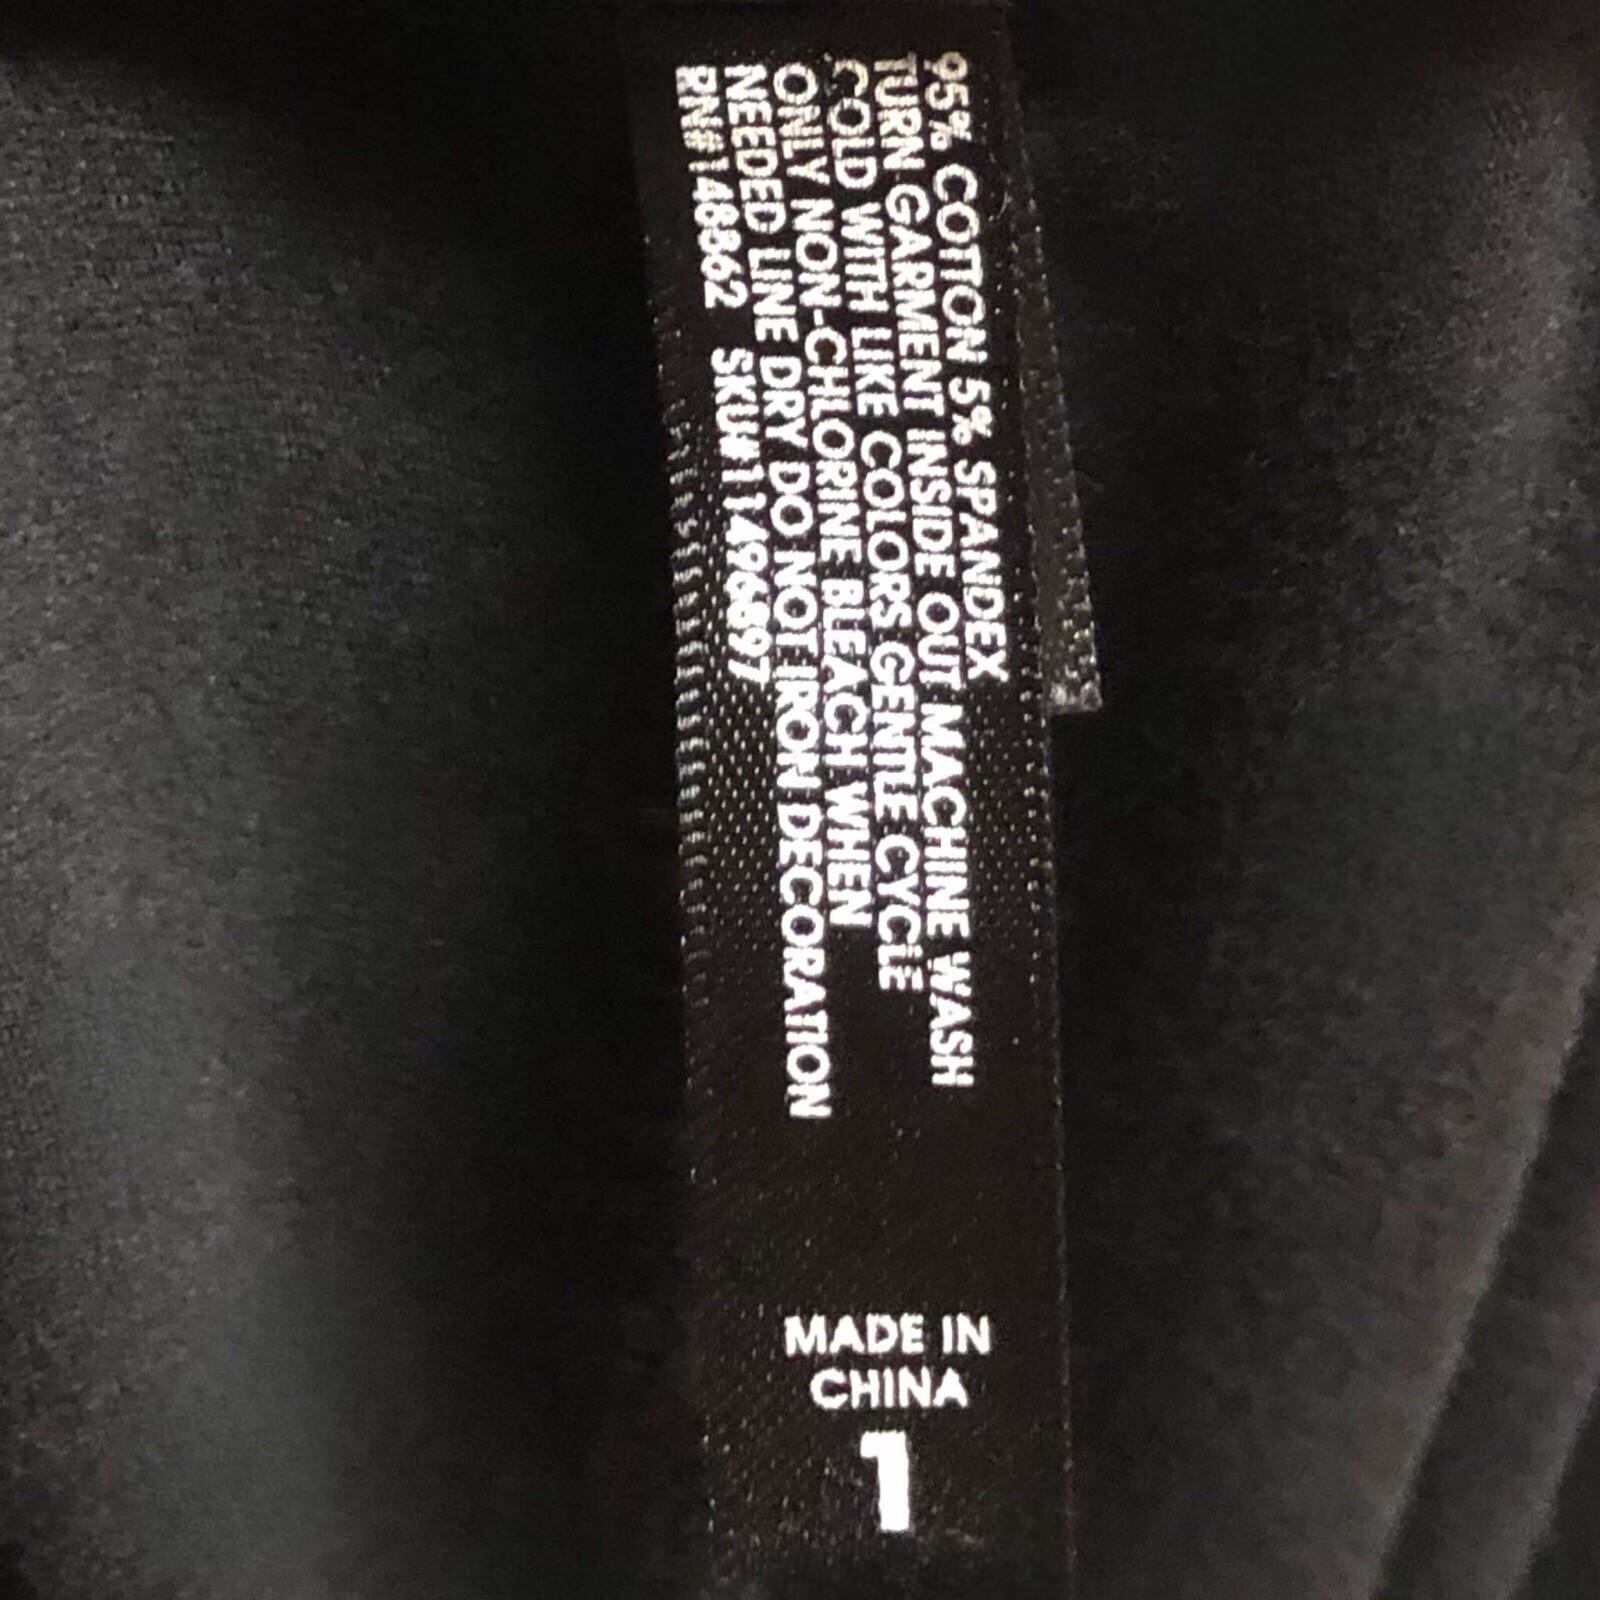 95% COTTON 5% SPANDEX
TURN GARMENT INSIDE OUT MACHINE WASH
COLD WITH LIKE COLORS GENTLE CYCLE
ONLY NON-CHLORINE BLEACH WHEN
NEEDED LINE DRY DO NOT IRON DECORATION
RN#148862 SKU#11496897
MADE IN
CHINA
1